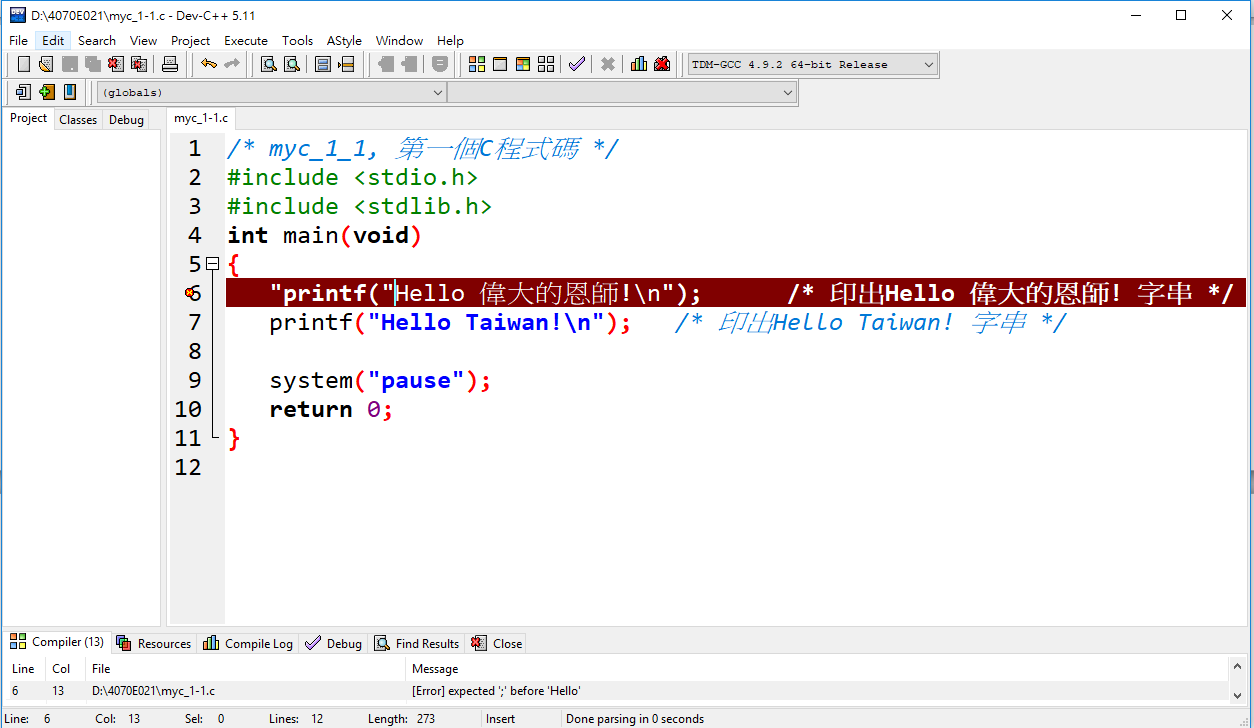 D:\4070E021\myc_1-1.c - Dev-C++ 5.11
File Edit Search View Project Execute Tools AStyle Window Help
TDM-GCC 4.9.2 64-bit Release
(globals)
Project Classes Debug myc_1-1.c
1 /* myc_1_1, 第一個C程式碼 */
2 #include <stdio.h>
3 #include <stdlib.h>
4 int main(void)
5 {
6 "printf("Hello 偉大的恩師!\n"); /* 印出Hello 偉大的恩師! 字串 */
7 printf("Hello Taiwan!\n"); /* 印出Hello Taiwan! 字串 */
8
9 system("pause");
10 return 0;
11 }
12
Compiler (13) Resources Compile Log Debug Find Results Close
Line Col File Message
6 13 D:\4070E021\myc_1-1.c [Error] expected ';' before 'Hello'
Line: 6 Col: 13 Sel: 0 Lines: 12 Length: 273 Insert Done parsing in 0 seconds